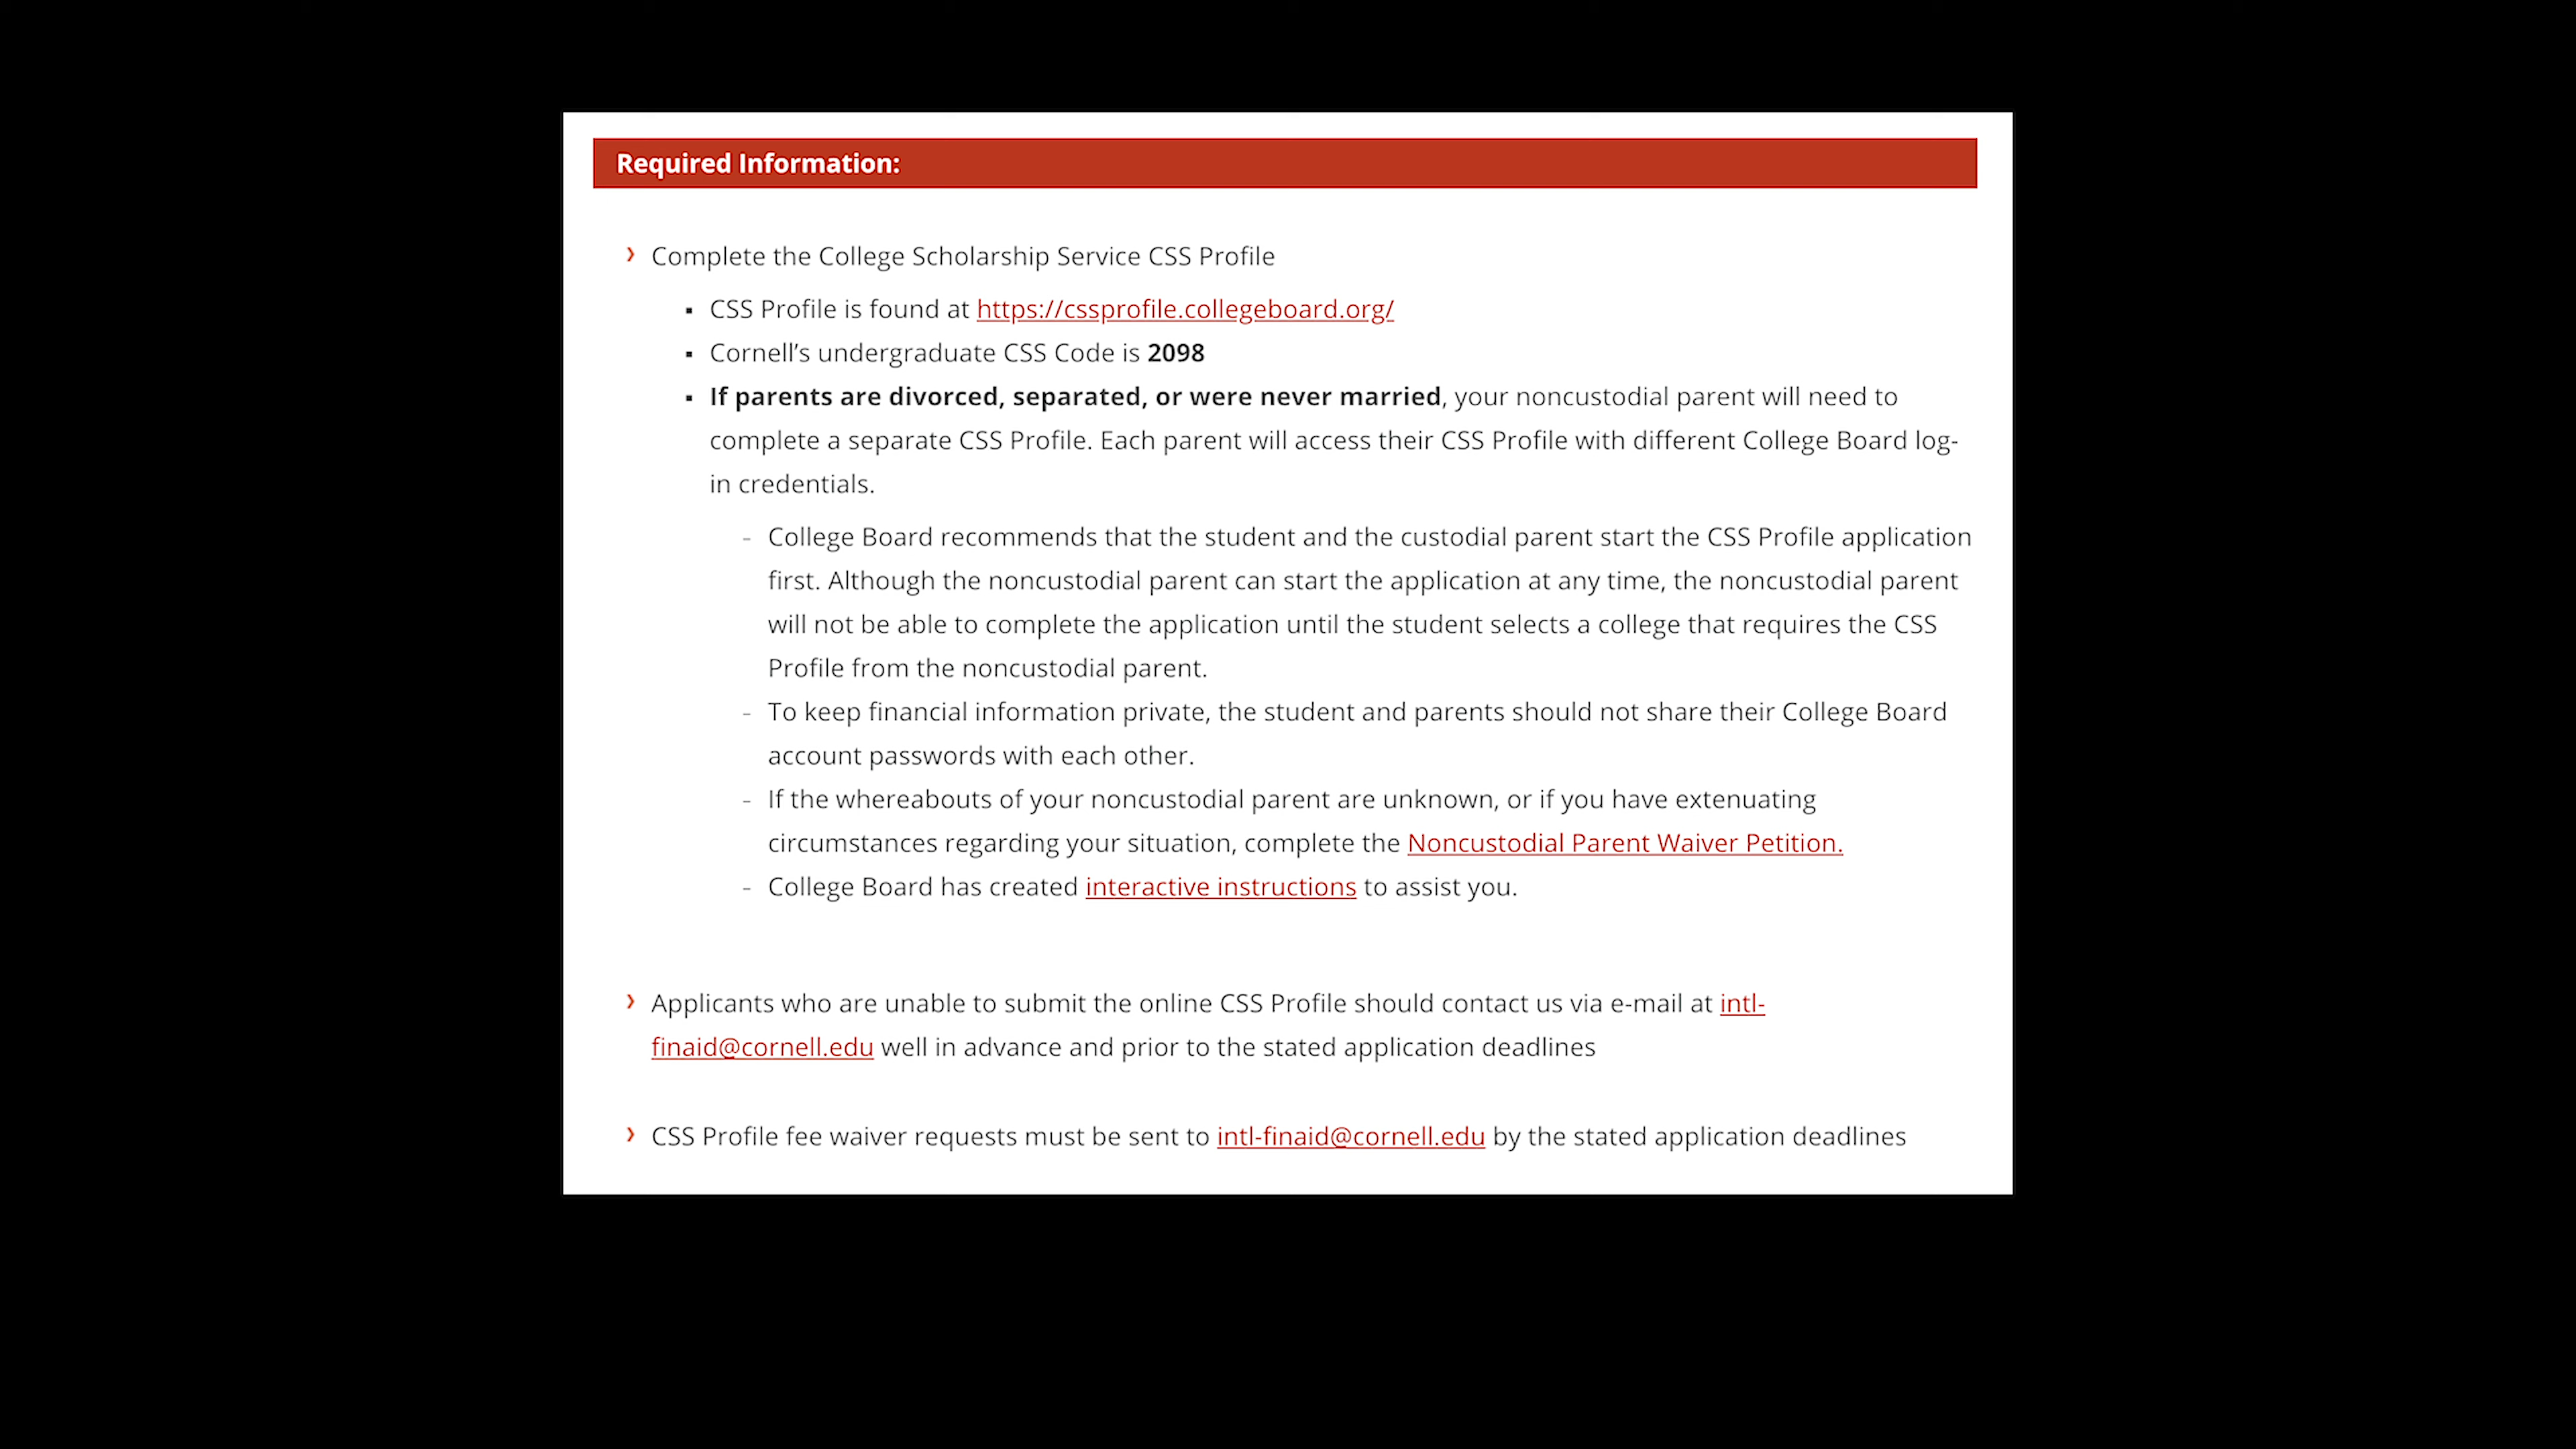 Required Information:
› Complete the College Scholarship Service CSS Profile
▪ CSS Profile is found at https://cssprofile.collegeboard.org/
▪ Cornell’s undergraduate CSS Code is 2098
▪ If parents are divorced, separated, or were never married, your noncustodial parent will need to
complete a separate CSS Profile. Each parent will access their CSS Profile with different College Board log-
in credentials.
- College Board recommends that the student and the custodial parent start the CSS Profile application
first. Although the noncustodial parent can start the application at any time, the noncustodial parent
will not be able to complete the application until the student selects a college that requires the CSS
Profile from the noncustodial parent.
- To keep financial information private, the student and parents should not share their College Board
account passwords with each other.
- If the whereabouts of your noncustodial parent are unknown, or if you have extenuating
circumstances regarding your situation, complete the Noncustodial Parent Waiver Petition.
- College Board has created interactive instructions to assist you.
› Applicants who are unable to submit the online CSS Profile should contact us via e-mail at intl-
finaid@cornell.edu well in advance and prior to the stated application deadlines
› CSS Profile fee waiver requests must be sent to intl-finaid@cornell.edu by the stated application deadlines